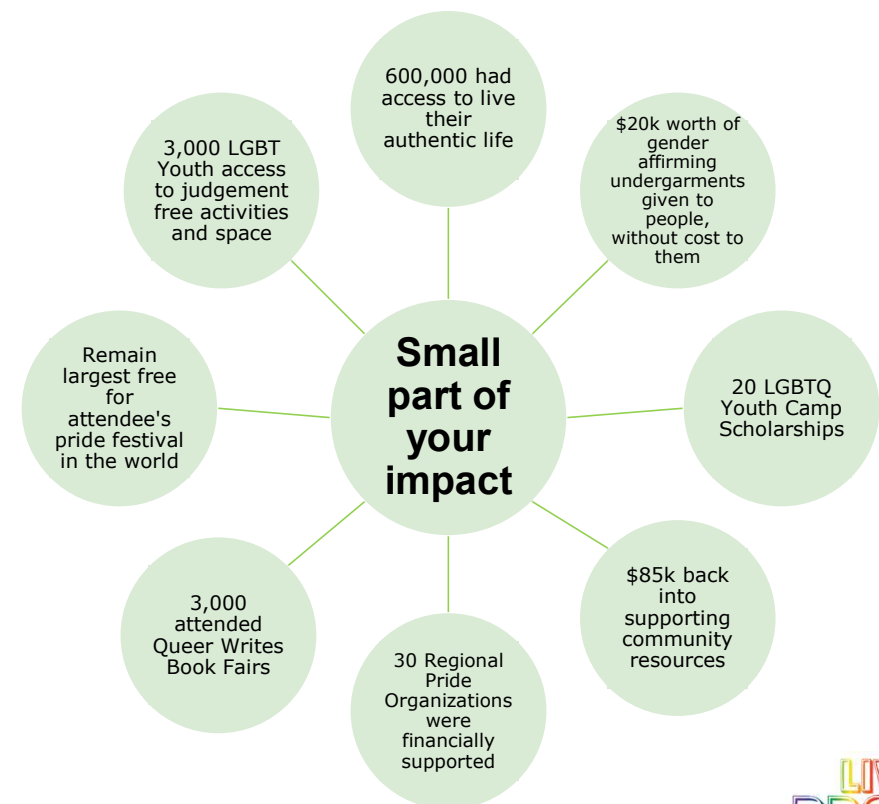 600,000 had
access to live
their
authentic life
$20k worth of
gender
affirming
undergarments
given to
people,
without cost to
them
20 LGBTQ
Youth Camp
Scholarships
$85k back
into
supporting
community
resources
30 Regional
Pride
Organizations
were
financially
supported
3,000
attended
Queer Writes
Book Fairs
Remain
largest free
for
attendee's
pride festival
in the world
3,000 LGBT
Youth access
to judgement
free activities
and space
Small
part of
your
impact